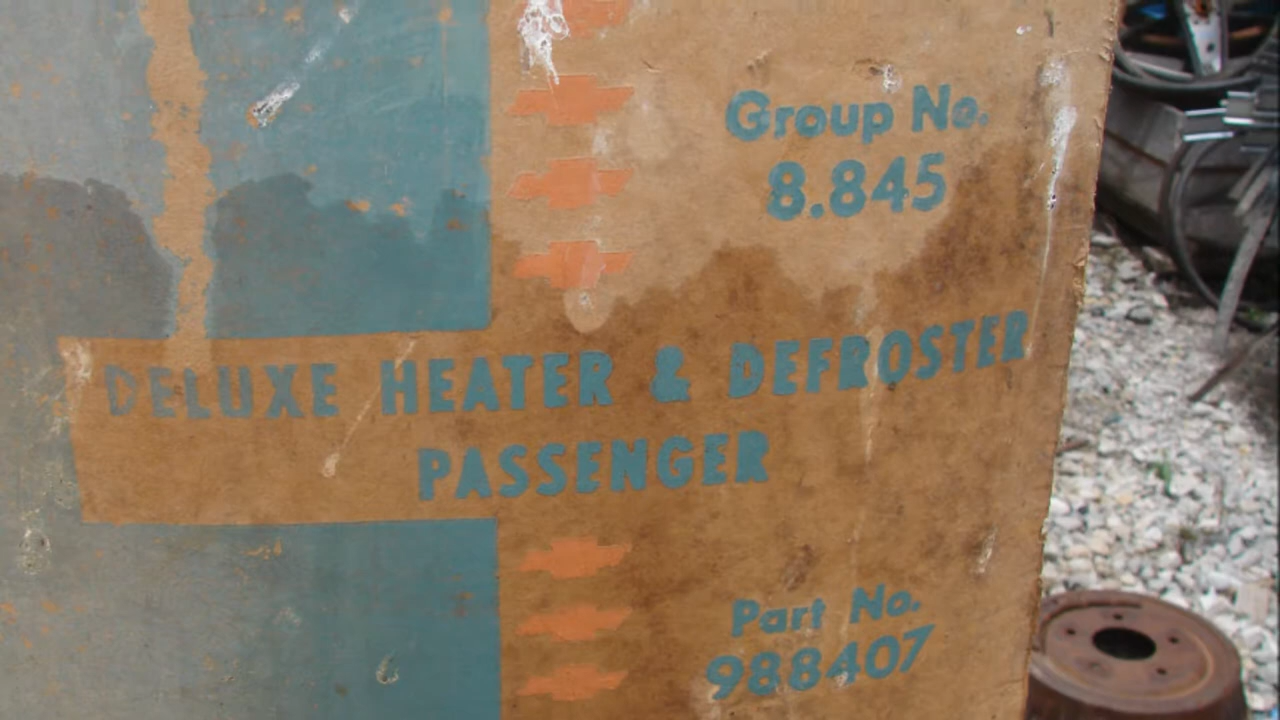 Group No.
8.845
DELUXE HEATER & DEFROSTER
PASSENGER
Part No.
988407